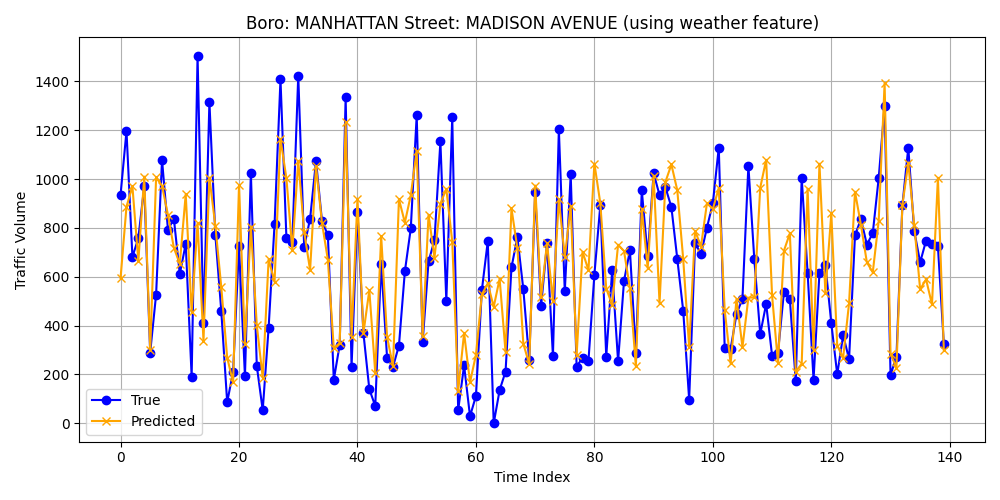 Boro: MANHATTAN Street: MADISON AVENUE (using weather feature)
Traffic Volume
1400
1200
1000
800
600
400
200
0
True
Predicted
0 20 40 60 80 100 120 140
Time Index